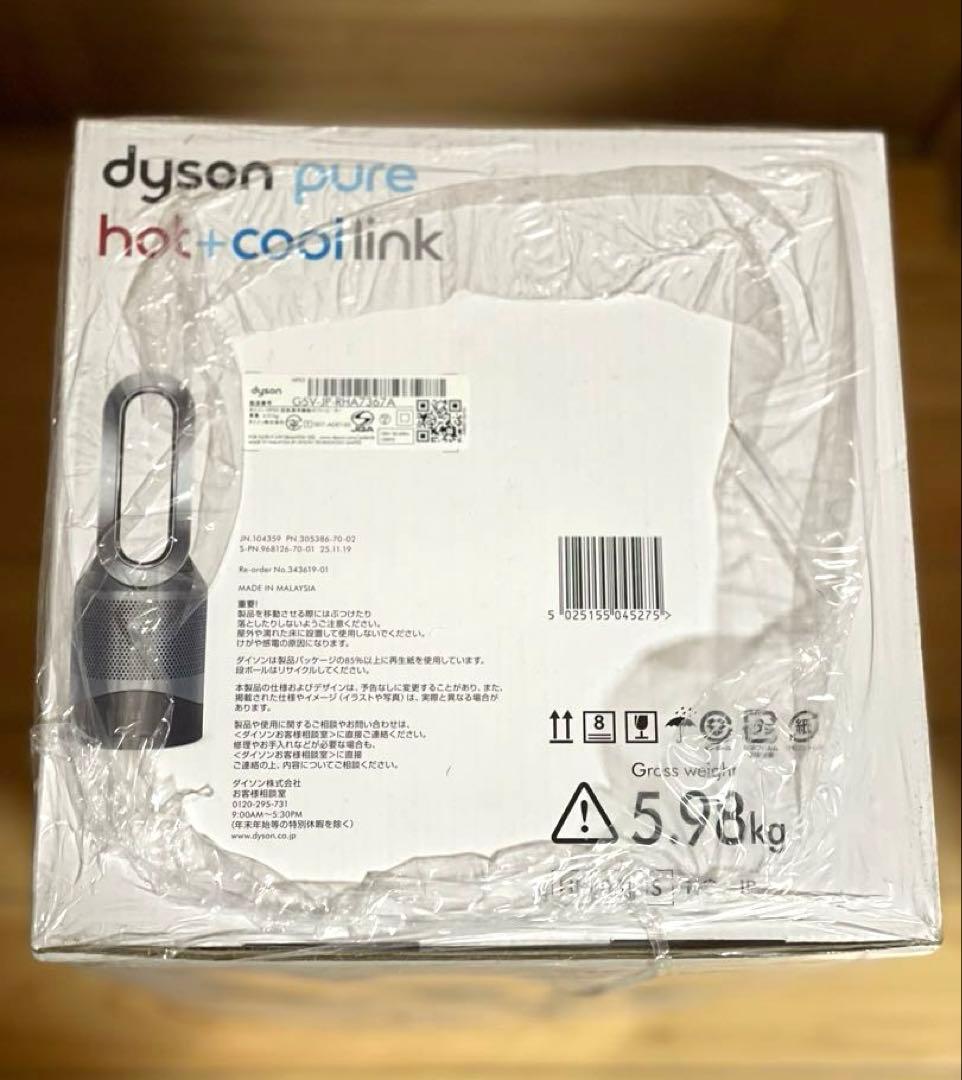 dyson pure
hot+cool link
dyson
G5V-JP-RHA7367A
JN.104359 PN.305386-70-02
S-PN.968126-70-01 25.11.19
Re-order No.343619-01
MADE IN MALAYSIA
重要!
製品を移動させる際にはぶつけたり
落としたりしないようご注意ください。
屋外や濡れた床に設置して使用しないでください。
けがや感電の原因になります。
ダイソンは製品パッケージの85%以上に再生紙を使用しています。
段ボールはリサイクルしてください。
本製品の仕様およびデザインは、予告なしに変更することがあり、また、
掲載された仕様やイメージ(イラストや写真)は、実際と異なる場合が
あります。
製品や使用に関するご相談やお問い合わせは、
<ダイソンお客様相談室>に直接ご連絡ください。
修理やお手入れなどが必要な場合も、
<ダイソンお客様相談室>に直接
ご連絡の上、内容についてご相談ください。
ダイソン株式会社
お客様相談室
0120-295-731
9:00AM〜5:30PM
(年末年始等の特別休暇を除く)
www.dyson.co.jp
5 025155 045275 >
8
紙
Gross weight
5.98kg